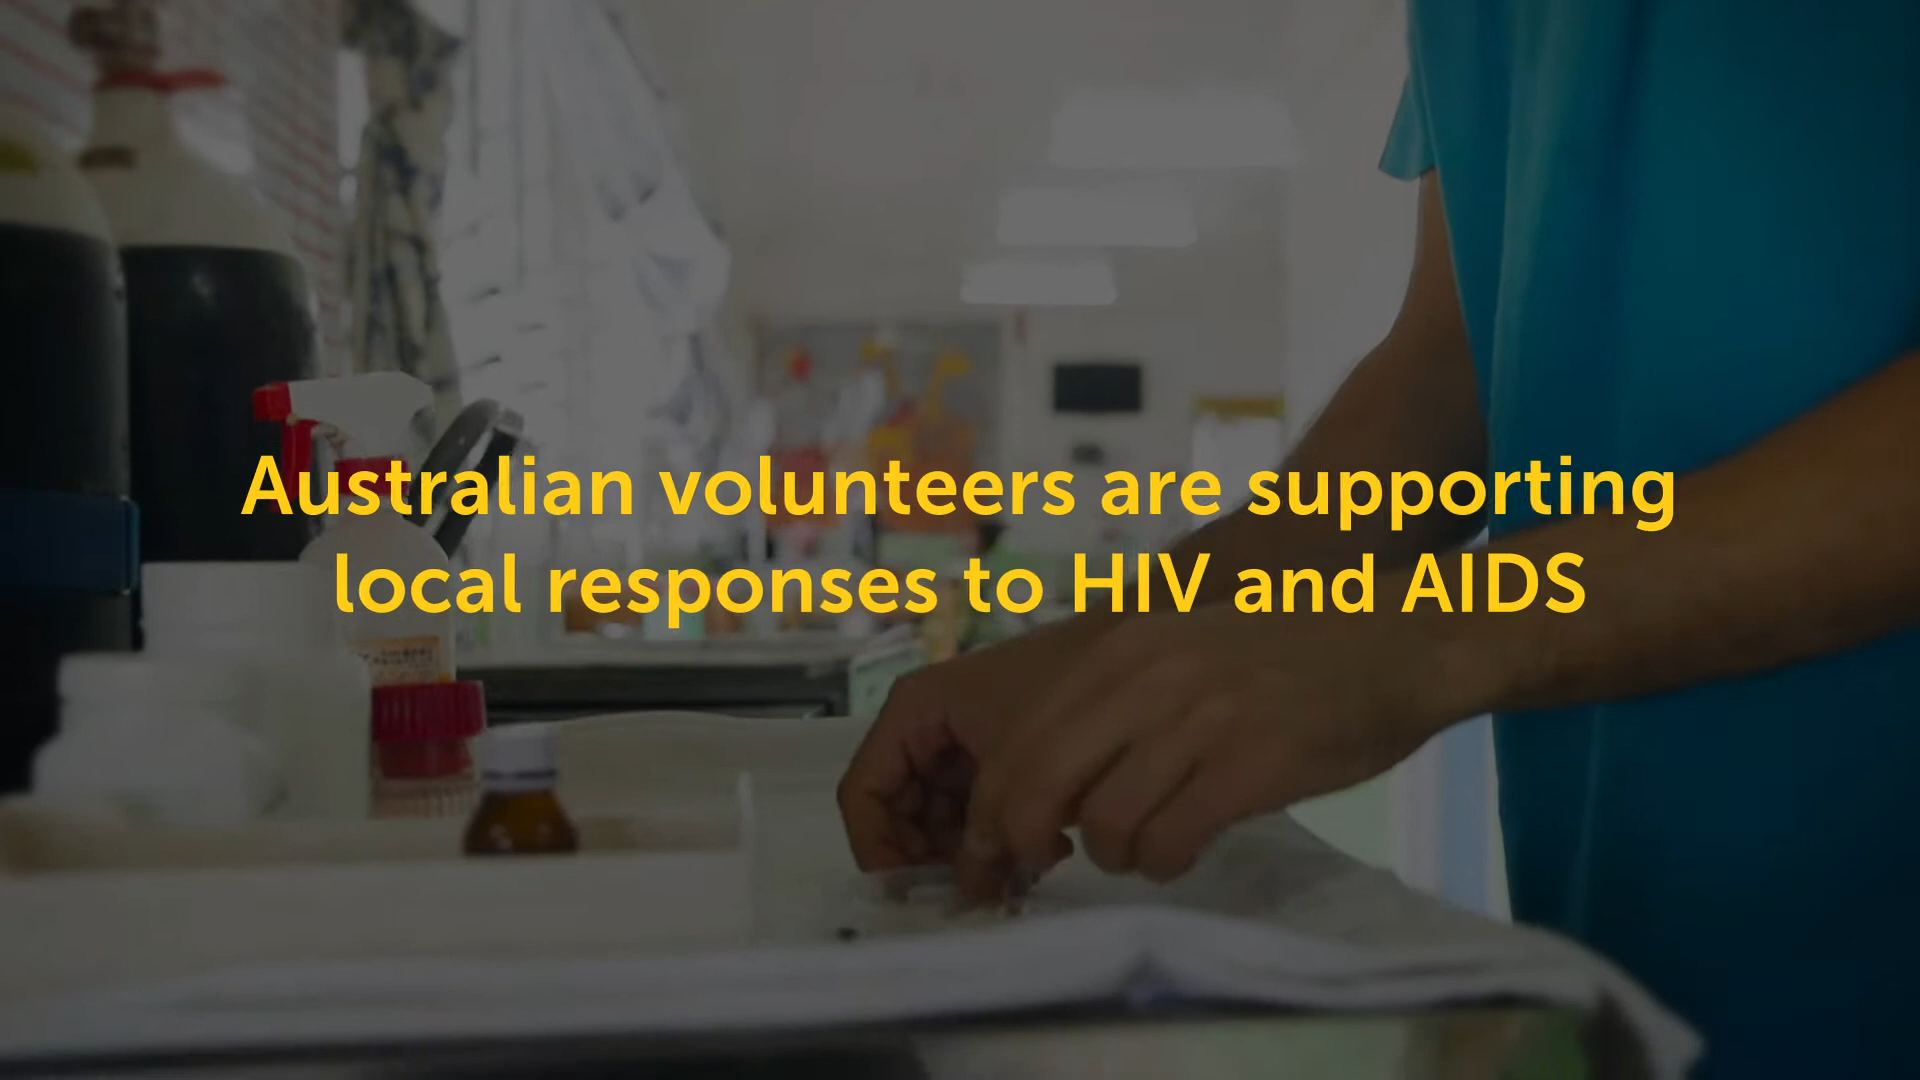 Australian volunteers are supporting
local responses to HIV and AIDS